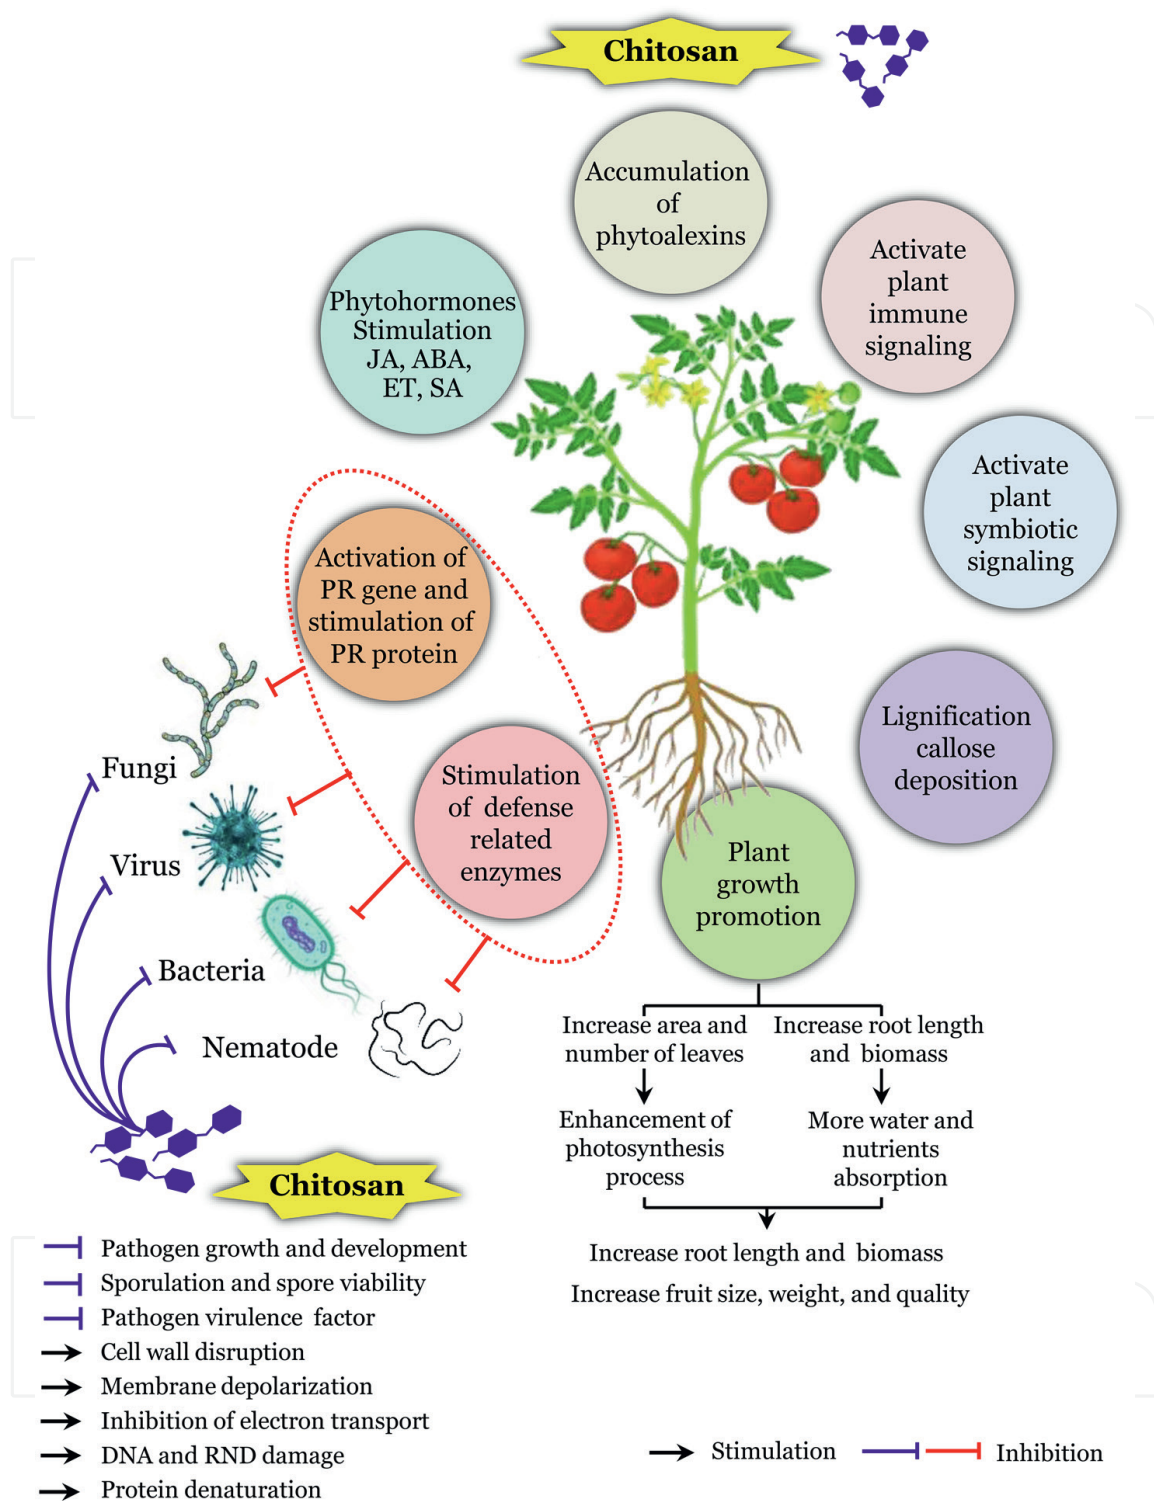 Chitosan
Accumulation
of
phytoalexins
Activate
plant
immune
signaling
Phytohormones
Stimulation
JA, ABA,
ET, SA
Activate
plant
symbiotic
signaling
Activation of
PR gene and
stimulation of
PR protein
Lignification
callose
deposition
Stimulation
of defense
related
enzymes
Plant
growth
promotion
Fungi
Virus
Bacteria
Nematode
Increase area and
number of leaves
Increase root length
and biomass
Enhancement of
photosynthesis
process
More water and
nutrients
absorption
Increase root length and biomass
Increase fruit size, weight, and quality
Chitosan
Pathogen growth and development
Sporulation and spore viability
Pathogen virulence factor
Cell wall disruption
Membrane depolarization
Inhibition of electron transport
DNA and RND damage
Protein denaturation
Stimulation
Inhibition